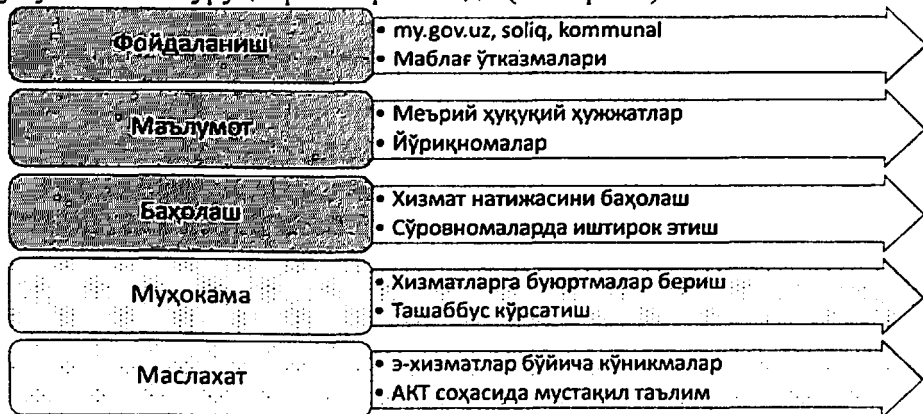 Фойдаланиш
• my.gov.uz, soliq, kommunal
• Маблағ ўтказмалари
Маълумот
• Меърий ҳуқуқий ҳужжатлар
• Йўриқномалар
Баҳолаш
• Хизмат натижасини баҳолаш
• Сўровномаларда иштирок этиш
Муҳокама
• Хизматларга буюртмалар бериш
• Ташаббус кўрсатиш
Маслахат
• э-хизматлар бўйича кўникмалар
• АКТ соҳасида мустақил таълим